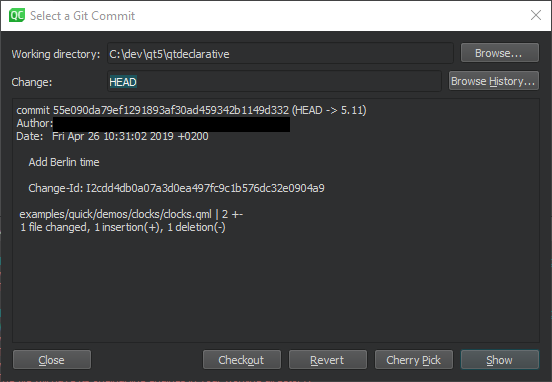 QC Select a Git Commit
Working directory: C:\dev\qt5\qtdeclarative Browse...
Change: HEAD Browse History...
commit 55e090da79ef1291893af30ad459342b1149d332 (HEAD -> 5.11)
Author:
Date: Fri Apr 26 10:31:02 2019 +0200
Add Berlin time
Change-Id: I2cdd4db0a07a3d0ea497fc9c1b576dc32e0904a9
examples/quick/demos/clocks/clocks.qml | 2 +-
1 file changed, 1 insertion(+), 1 deletion(-)
Close Checkout Revert Cherry Pick Show